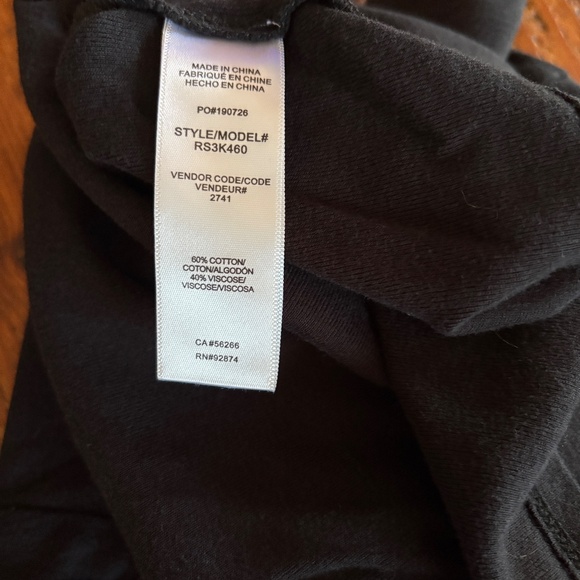 MADE IN CHINA
FABRIQUÉ EN CHINE
HECHO EN CHINA
PO#190726
STYLE/MODEL#
RS3K460
VENDOR CODE/CODE
VENDEUR#
2741
60% COTTON/
COTON/ALGODÓN
40% VISCOSE/
VISCOSE/VISCOSA
CA#56266
RN#92874